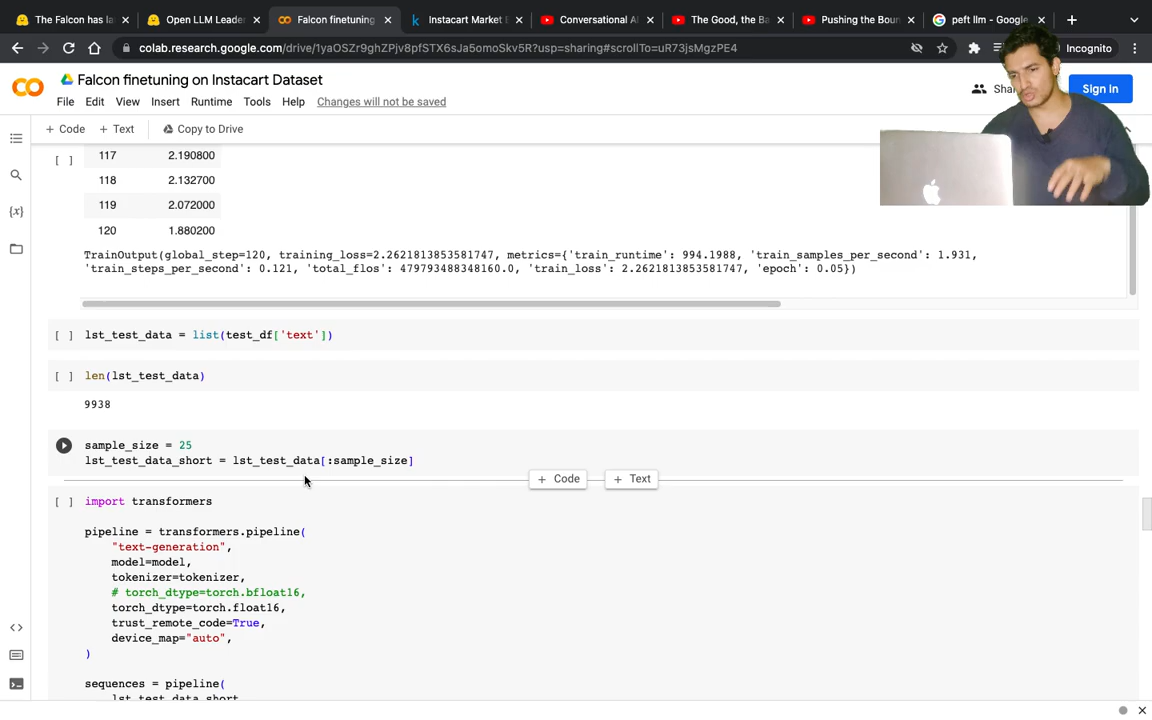 The Falcon has la
Open LLM Leader
Falcon finetuning
Instacart Market E
Conversational AI
The Good, the Ba
Pushing the Boun
peft llm - Google
colab.research.google.com/drive/1yaOSZr9ghZPjv8pfSTX6sJa5omoSkv5R?usp=sharing#scrollTo=uR73jsMgzPE4
Incognito
Falcon finetuning on Instacart Dataset
File Edit View Insert Runtime Tools Help Changes will not be saved
Sign in
+ Code + Text Copy to Drive
[ ] 117 2.190800
118 2.132700
119 2.072000
120 1.880200
TrainOutput(global_step=120, training_loss=2.2621813853581747, metrics={'train_runtime': 994.1988, 'train_samples_per_second': 1.931,
'train_steps_per_second': 0.121, 'total_flos': 479793488348160.0, 'train_loss': 2.2621813853581747, 'epoch': 0.05})
[ ] lst_test_data = list(test_df['text'])
[ ] len(lst_test_data)
9938
sample_size = 25
lst_test_data_short = lst_test_data[:sample_size]
+ Code + Text
[ ] import transformers
pipeline = transformers.pipeline(
"text-generation",
model=model,
tokenizer=tokenizer,
# torch_dtype=torch.bfloat16,
torch_dtype=torch.float16,
trust_remote_code=True,
device_map="auto",
)
sequences = pipeline(
lst_test_data_short,